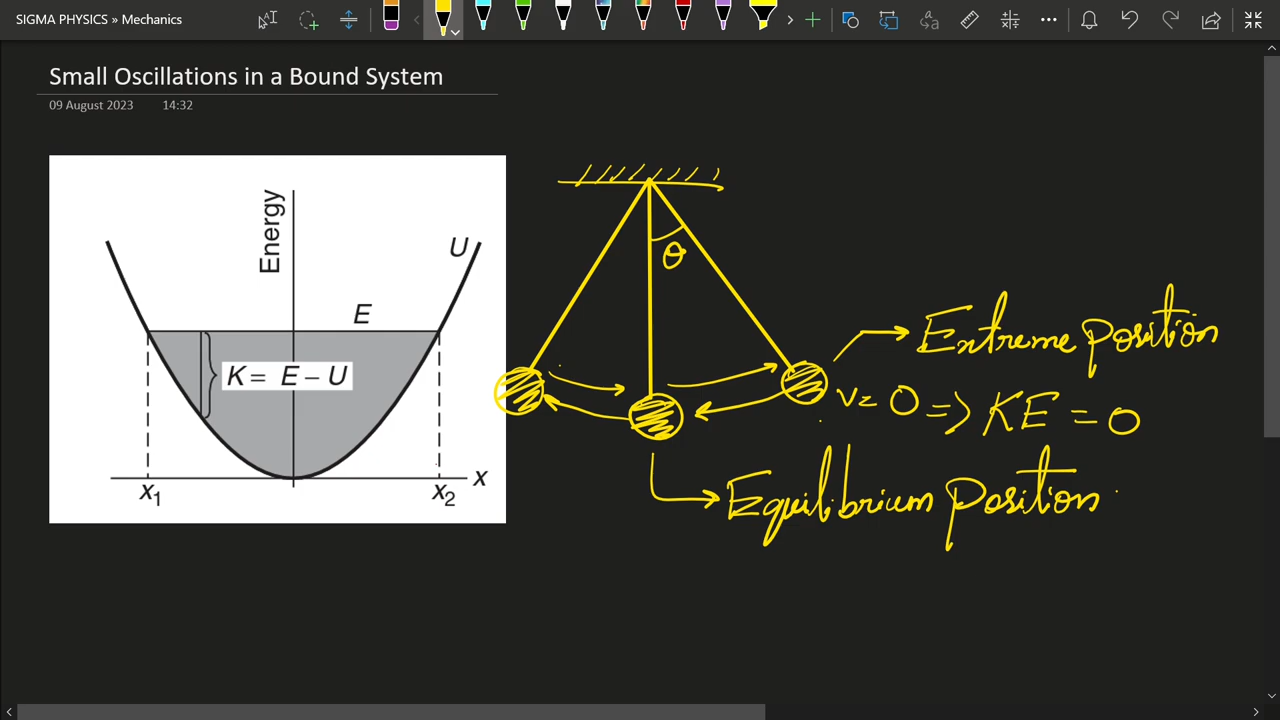 SIGMA PHYSICS » Mechanics
Small Oscillations in a Bound System
09 August 2023 14:32
Energy
U
E
K = E – U
x
x1
x2
θ
Extreme position
v = 0 => KE = 0
Equilibrium position